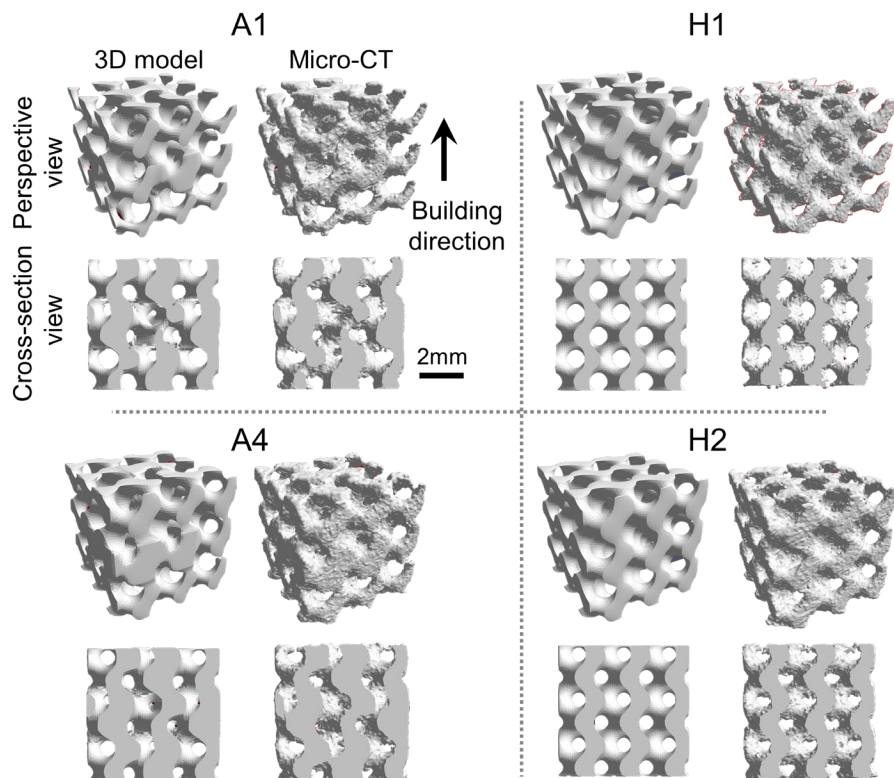 A1
H1
3D model
Micro-CT
Perspective
view
Building
direction
Cross-section
view
2mm
A4
H2